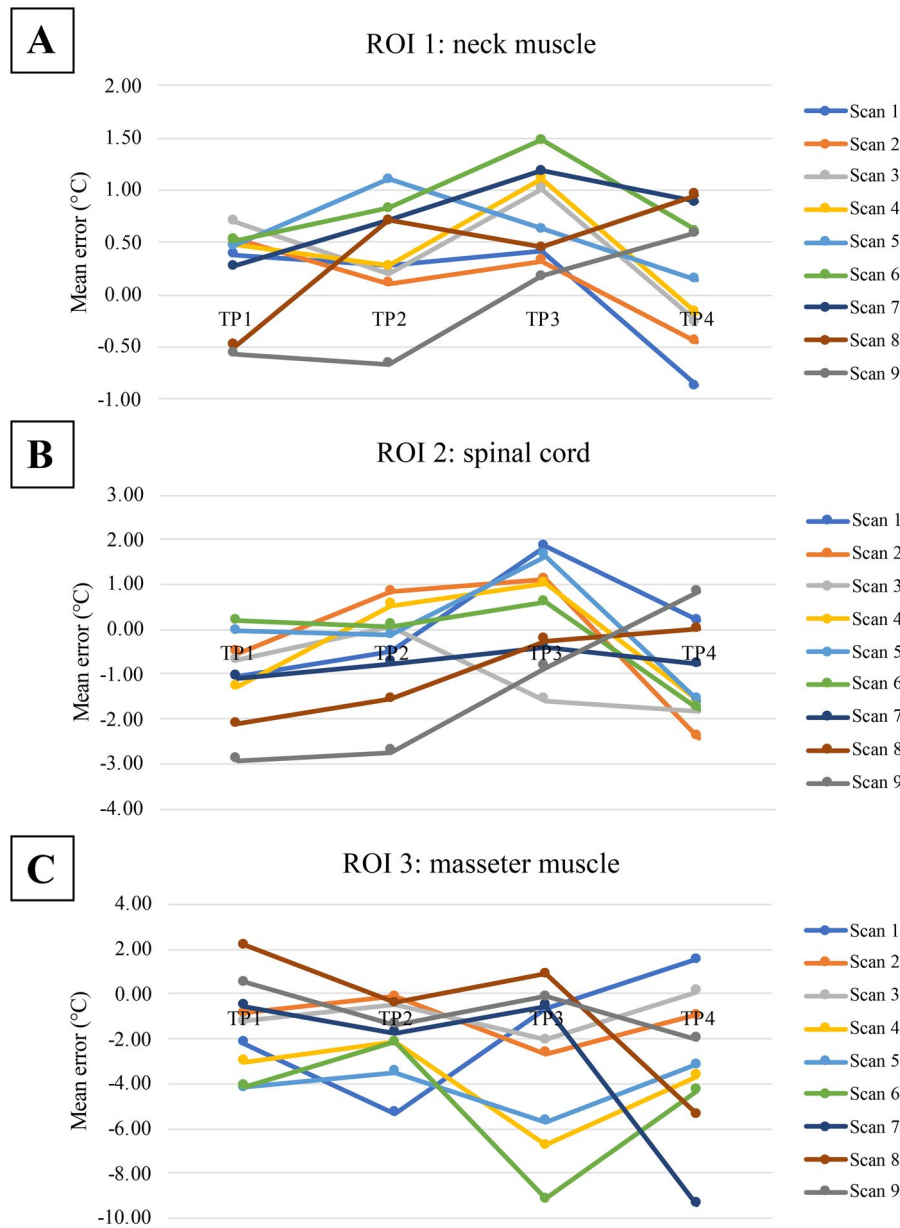 A
ROI 1: neck muscle
Mean error (°C)
2.00
1.50
1.00
0.50
0.00
-0.50
-1.00
TP1
TP2
TP3
TP4
Scan 1
Scan 2
Scan 3
Scan 4
Scan 5
Scan 6
Scan 7
Scan 8
Scan 9
B
ROI 2: spinal cord
Mean error (°C)
3.00
2.00
1.00
0.00
-1.00
-2.00
-3.00
-4.00
TP1
TP2
TP3
TP4
Scan 1
Scan 2
Scan 3
Scan 4
Scan 5
Scan 6
Scan 7
Scan 8
Scan 9
C
ROI 3: masseter muscle
Mean error (°C)
4.00
2.00
0.00
-2.00
-4.00
-6.00
-8.00
-10.00
TP1
TP2
TP3
TP4
Scan 1
Scan 2
Scan 3
Scan 4
Scan 5
Scan 6
Scan 7
Scan 8
Scan 9